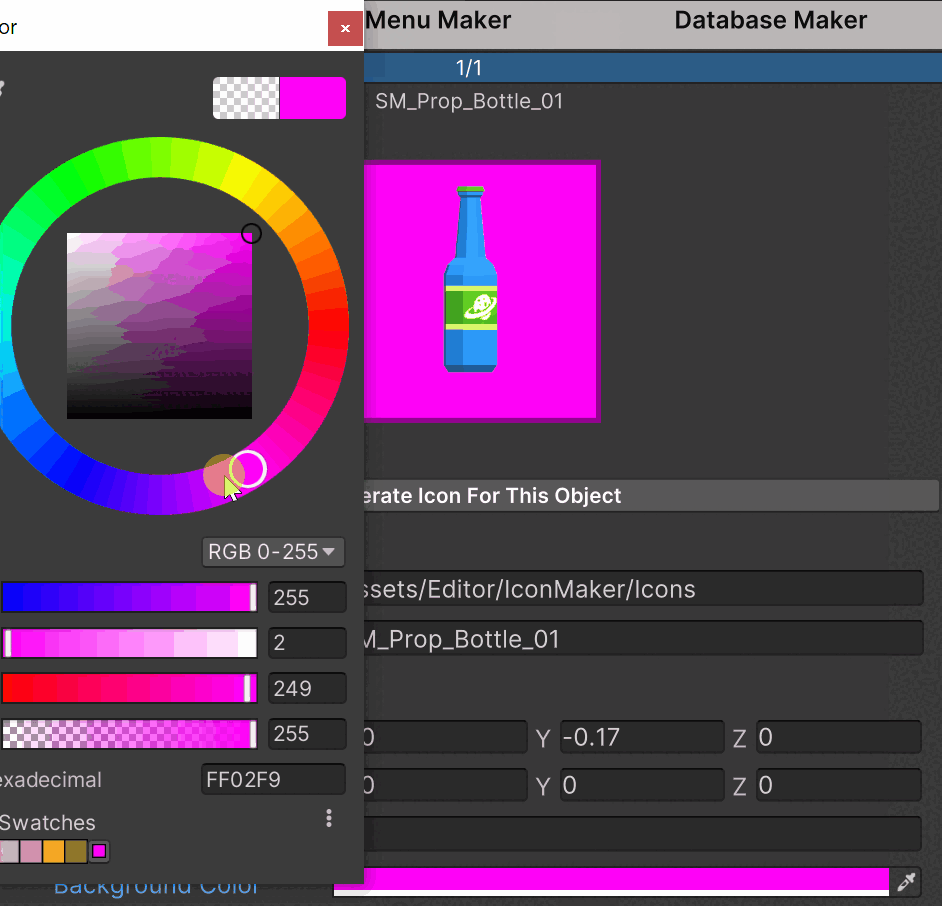 or
Menu Maker
Database Maker
1/1
SM_Prop_Bottle_01
erate Icon For This Object
RGB 0-255
255
2
249
255
exadecimal
FF02F9
Swatches
ssets/Editor/IconMaker/Icons
M_Prop_Bottle_01
0 Y -0.17 Z 0
0 Y 0 Z 0
Background Color